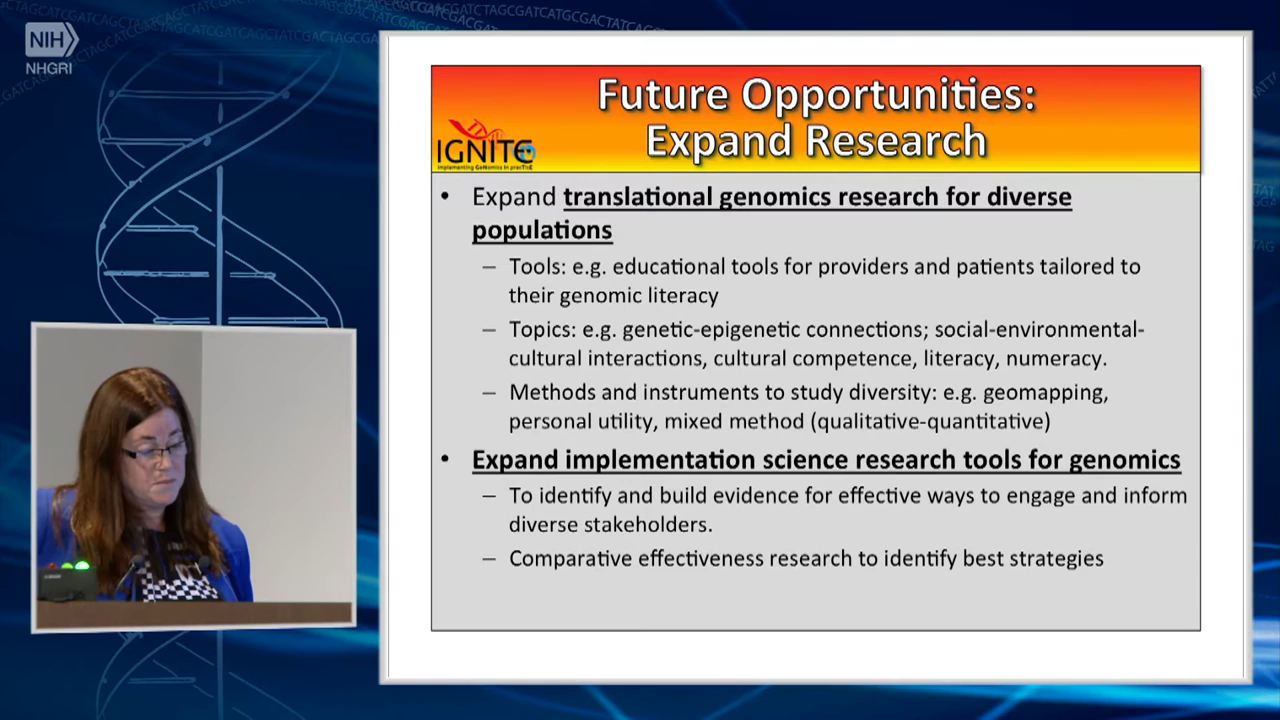 NIH
NHGRI
Future Opportunities:
Expand Research
IGNITE
Implementing GeNomics In pracTicE
• Expand translational genomics research for diverse
populations
– Tools: e.g. educational tools for providers and patients tailored to
their genomic literacy
– Topics: e.g. genetic-epigenetic connections; social-environmental-
cultural interactions, cultural competence, literacy, numeracy.
– Methods and instruments to study diversity: e.g. geomapping,
personal utility, mixed method (qualitative-quantitative)
• Expand implementation science research tools for genomics
– To identify and build evidence for effective ways to engage and inform
diverse stakeholders.
– Comparative effectiveness research to identify best strategies